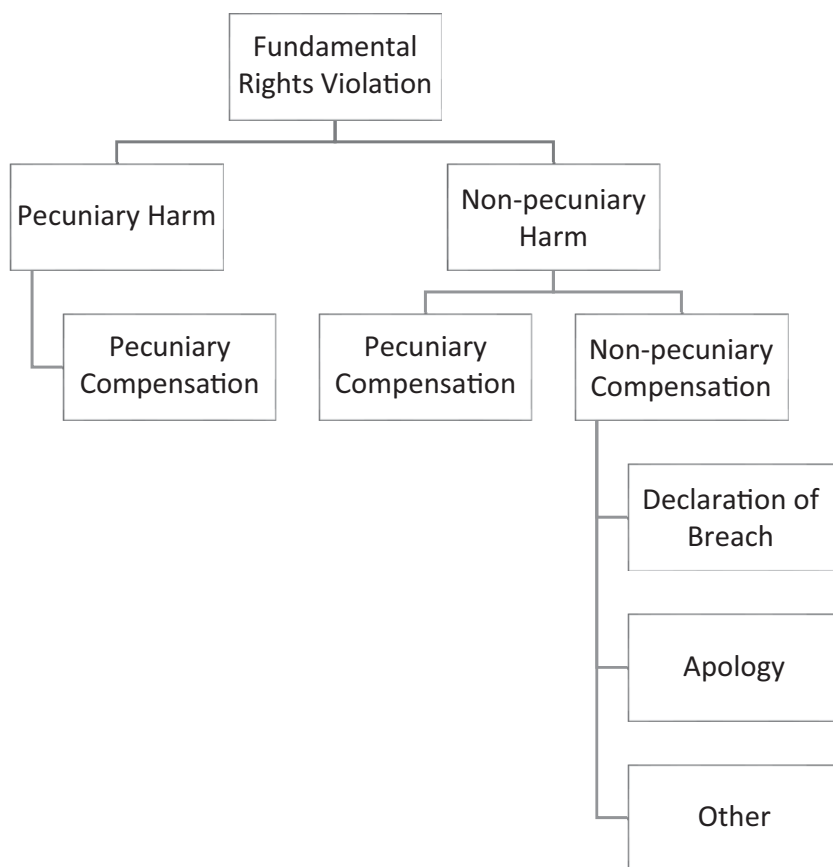 Fundamental
Rights Violation
Pecuniary Harm
Non-pecuniary
Harm
Pecuniary
Compensation
Pecuniary
Compensation
Non-pecuniary
Compensation
Declaration of
Breach
Apology
Other